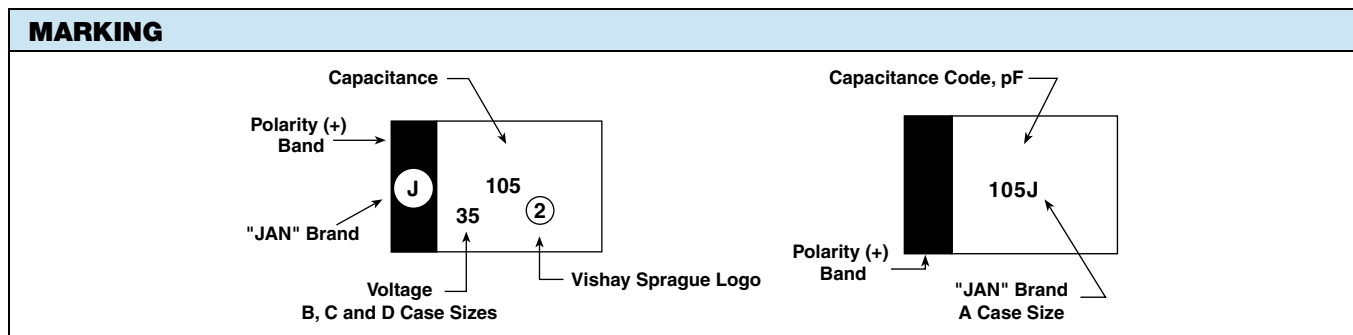 MARKING
Capacitance
Polarity (+)
Band
J
105
35
2
"JAN" Brand
Voltage
B, C and D Case Sizes
Vishay Sprague Logo
Capacitance Code, pF
105J
Polarity (+)
Band
"JAN" Brand
A Case Size